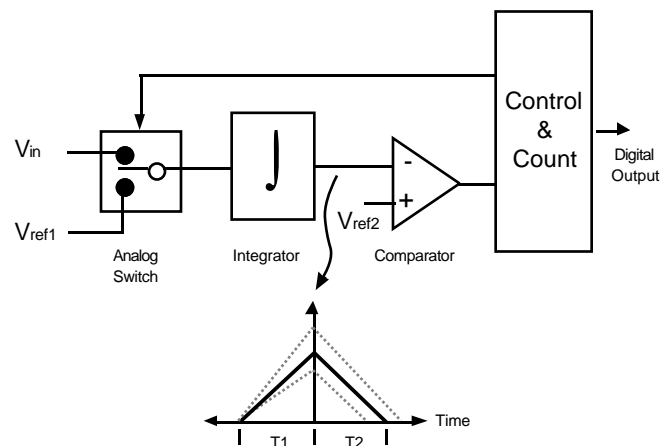 Control
&
Count
Vin
Vref1
Analog
Switch
∫
Integrator
-
+
Vref2
Comparator
Digital
Output
Time
T1
T2